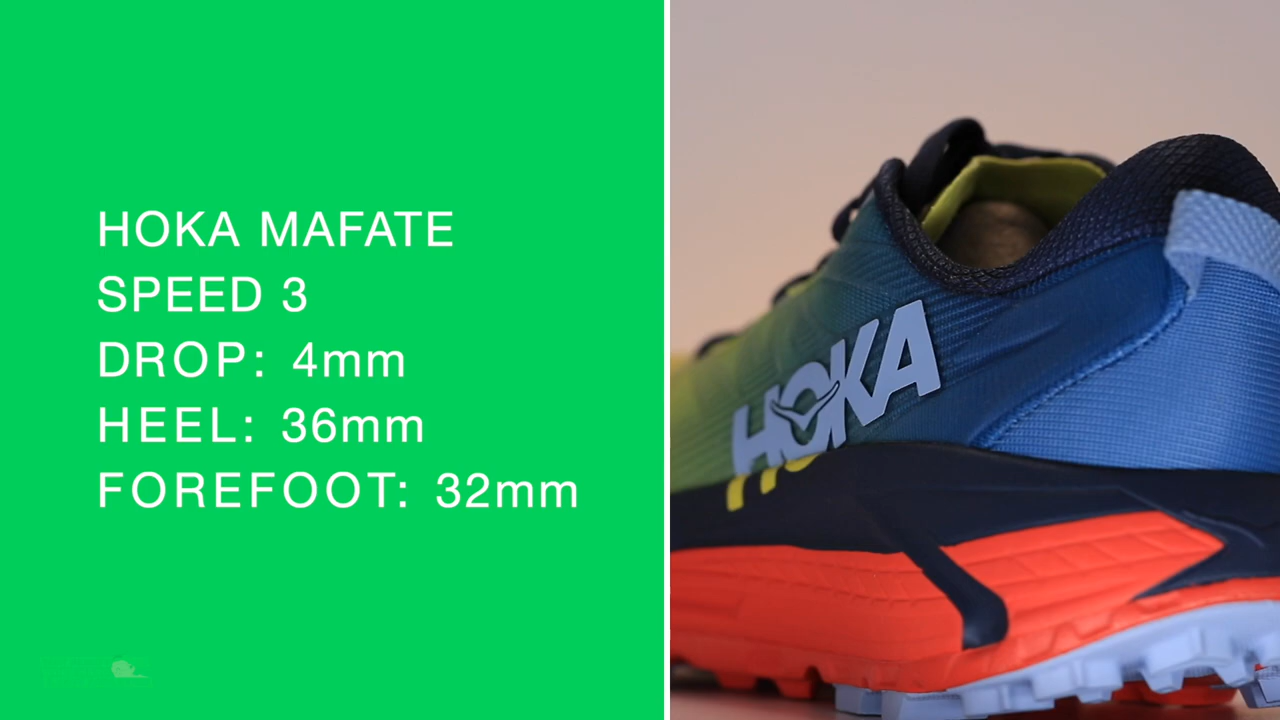 HOKA MAFATE
SPEED 3
DROP: 4mm
HEEL: 36mm
FOREFOOT: 32mm
HOKA